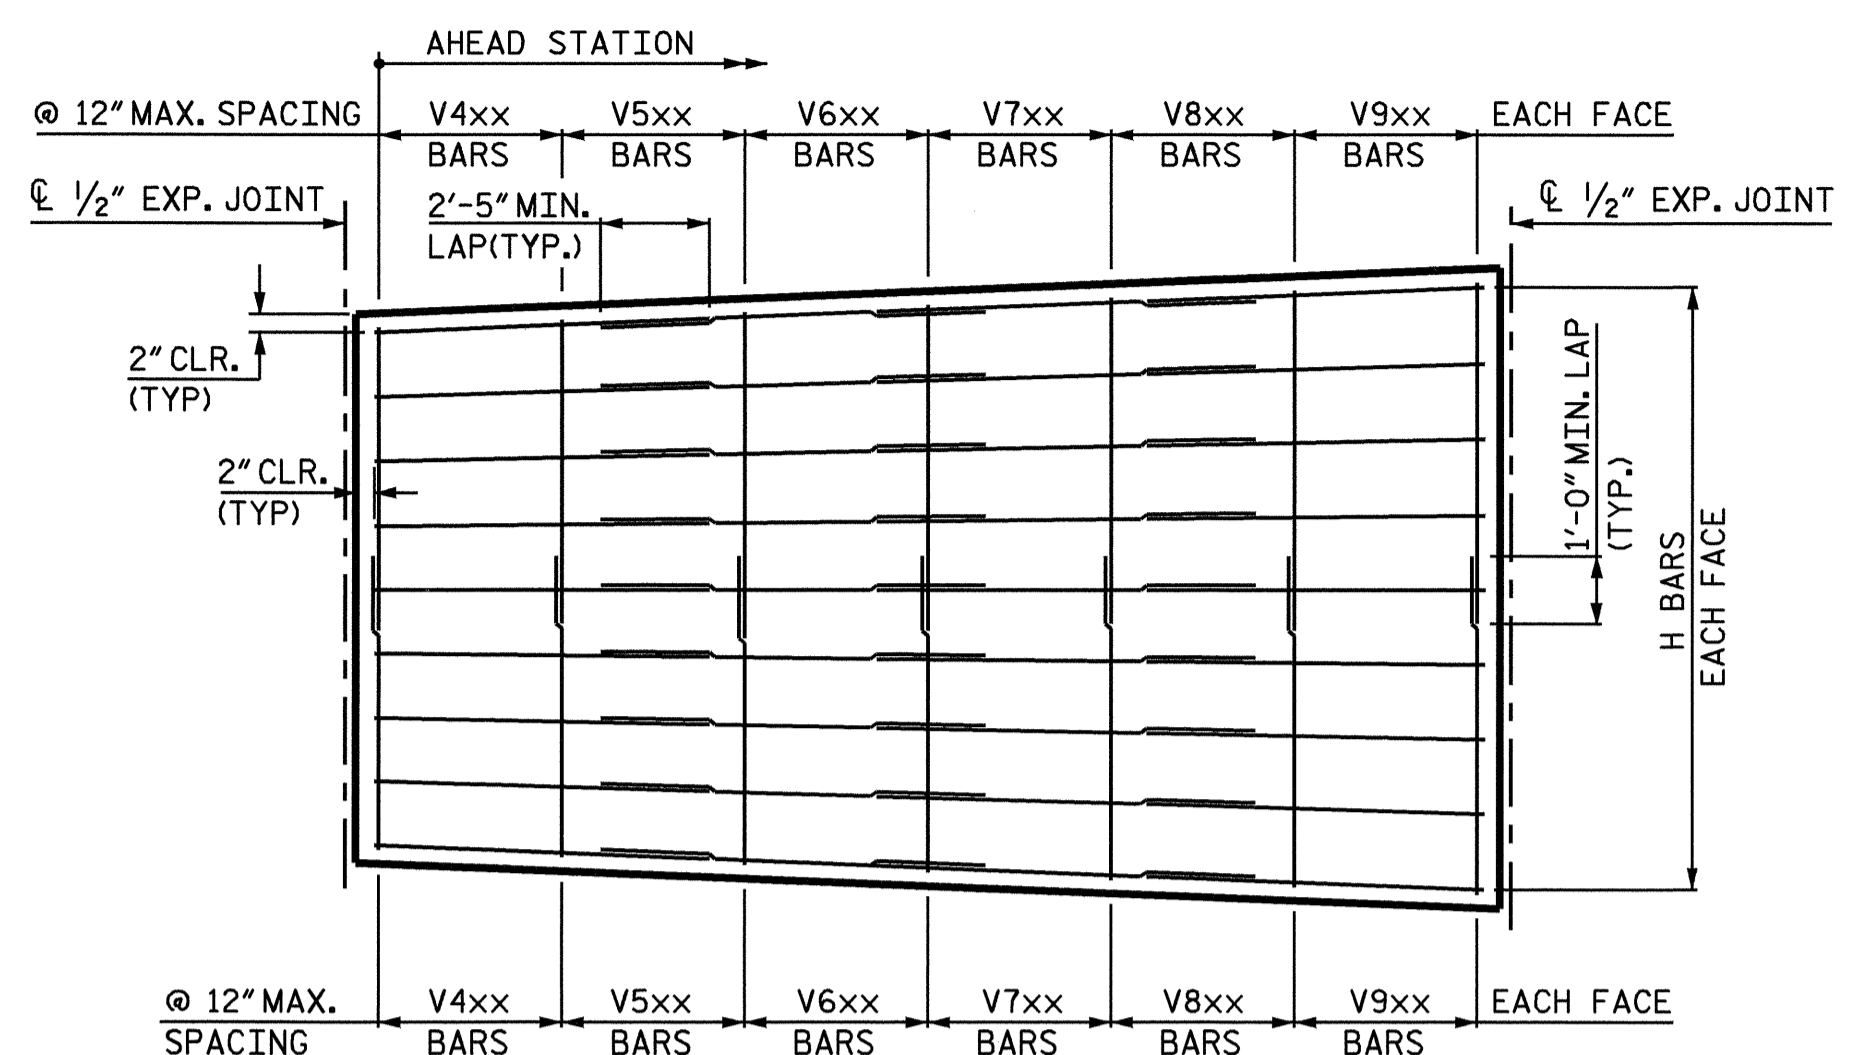 AHEAD STATION
@ 12" MAX. SPACING V4xx V5xx V6xx V7xx V8xx V9xx EACH FACE
BARS BARS BARS BARS BARS BARS
℄ 1/2" EXP. JOINT
2'-5" MIN.
LAP(TYP.)
℄ 1/2" EXP. JOINT
2" CLR.
(TYP)
2" CLR.
(TYP)
1'-0" MIN. LAP
(TYP.)
H BARS
EACH FACE
@ 12" MAX. V4xx V5xx V6xx V7xx V8xx V9xx EACH FACE
SPACING BARS BARS BARS BARS BARS BARS